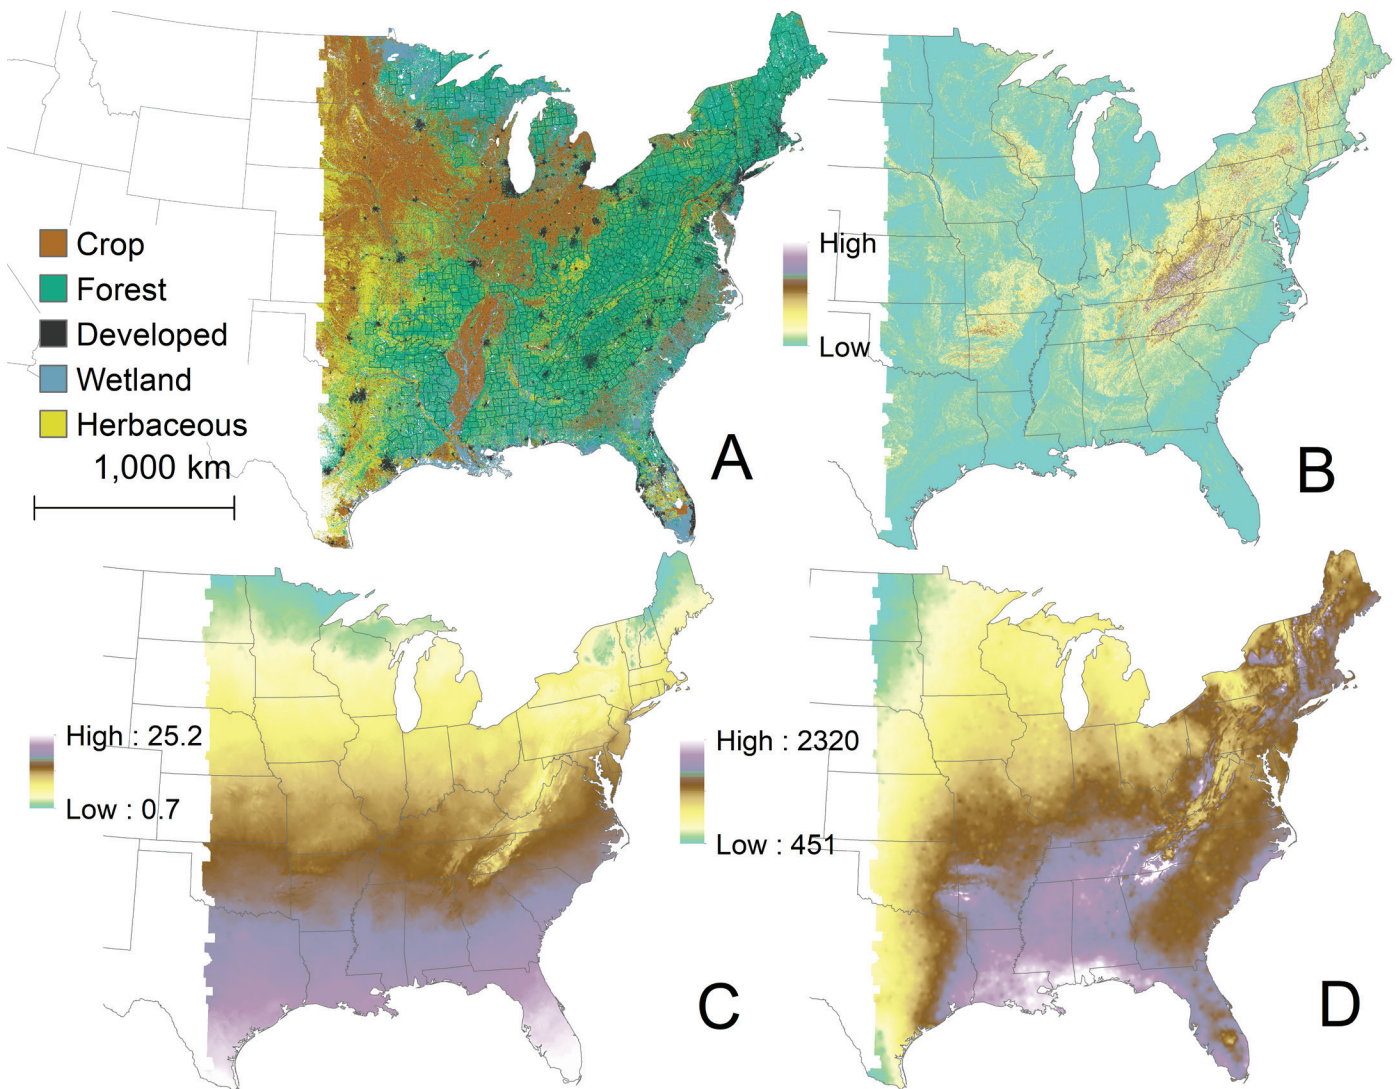 Crop
Forest
Developed
Wetland
Herbaceous
1,000 km
A
High
Low
B
High : 25.2
Low : 0.7
C
High : 2320
Low : 451
D